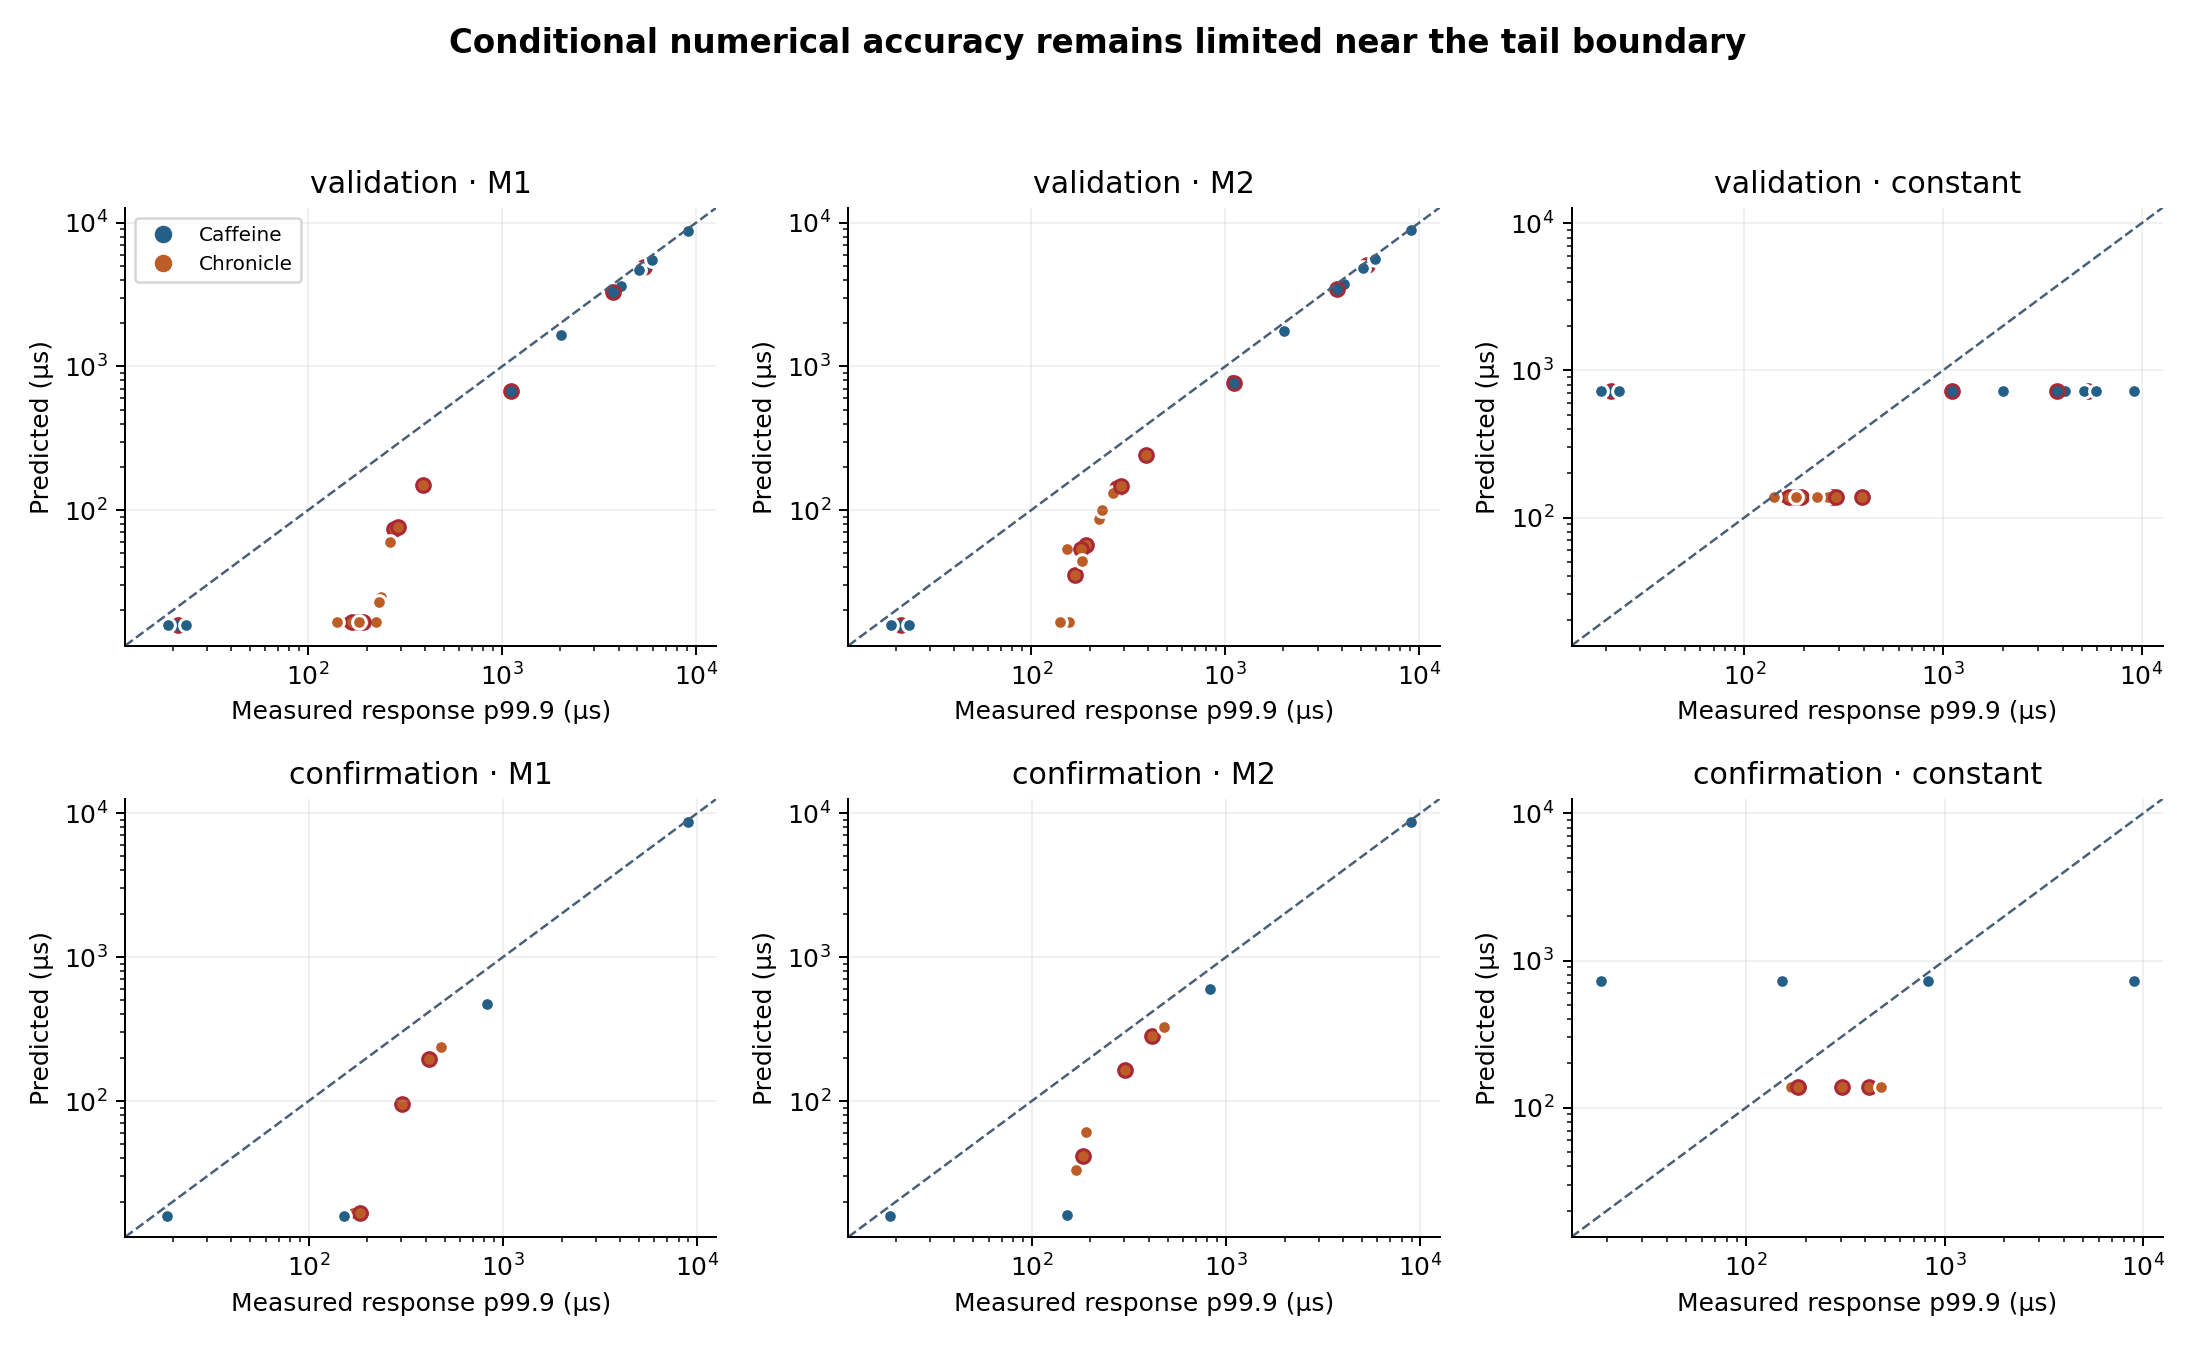 Conditional numerical accuracy remains limited near the tail boundary
validation · M1
validation · M2
validation · constant
Caffeine
Chronicle
10⁴
10³
10²
Predicted (µs)
10²
10³
10⁴
Measured response p99.9 (µs)
10⁴
10³
10²
Predicted (µs)
10²
10³
10⁴
Measured response p99.9 (µs)
10⁴
10³
10²
Predicted (µs)
10²
10³
10⁴
Measured response p99.9 (µs)
confirmation · M1
confirmation · M2
confirmation · constant
10⁴
10³
10²
Predicted (µs)
10²
10³
10⁴
Measured response p99.9 (µs)
10⁴
10³
10²
Predicted (µs)
10²
10³
10⁴
Measured response p99.9 (µs)
10⁴
10³
10²
Predicted (µs)
10²
10³
10⁴
Measured response p99.9 (µs)